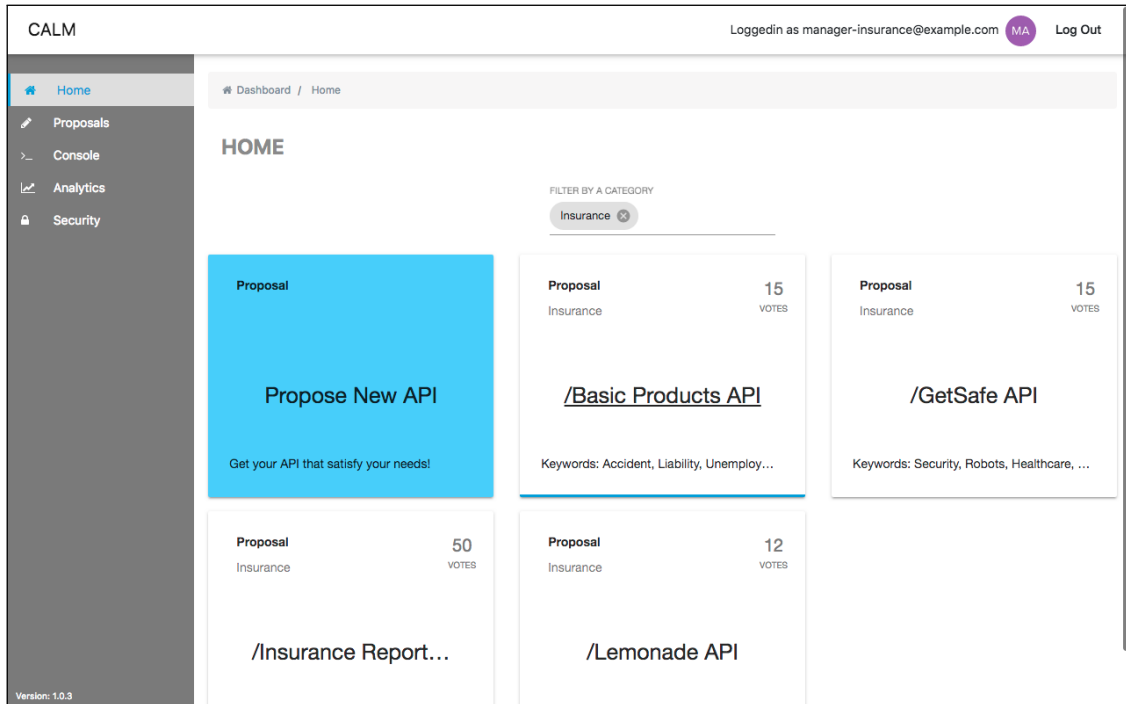 CALM
Loggedin as manager-insurance@example.com MA Log Out
Home
Proposals
Console
Analytics
Security
Version: 1.0.3
Dashboard / Home
HOME
FILTER BY A CATEGORY
Insurance
Proposal
Propose New API
Get your API that satisfy your needs!
Proposal 15
Insurance VOTES
/Basic Products API
Keywords: Accident, Liability, Unemploy…
Proposal 15
Insurance VOTES
/GetSafe API
Keywords: Security, Robots, Healthcare, …
Proposal 50
Insurance VOTES
/Insurance Report…
Proposal 12
Insurance VOTES
/Lemonade API